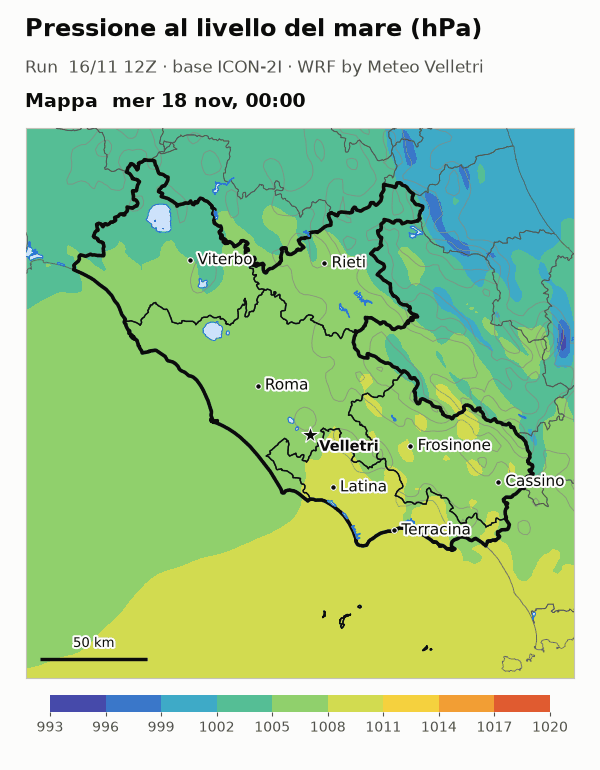 Pressione al livello del mare (hPa)
Run 16/11 12Z · base ICON-2I · WRF by Meteo Velletri
Mappa mer 18 nov, 00:00
Viterbo
Rieti
Roma
Velletri
Frosinone
Latina
Cassino
Terracina
50 km
993 996 999 1002 1005 1008 1011 1014 1017 1020